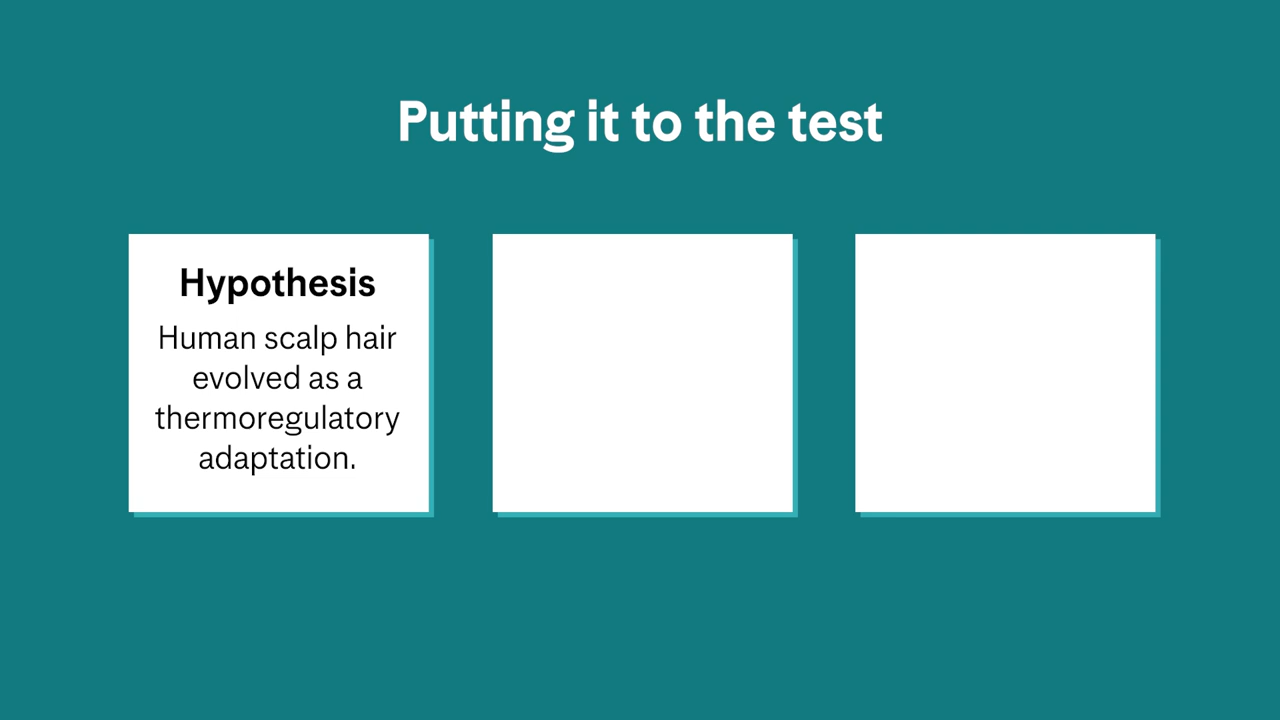 Putting it to the test
Hypothesis
Human scalp hair
evolved as a
thermoregulatory
adaptation.